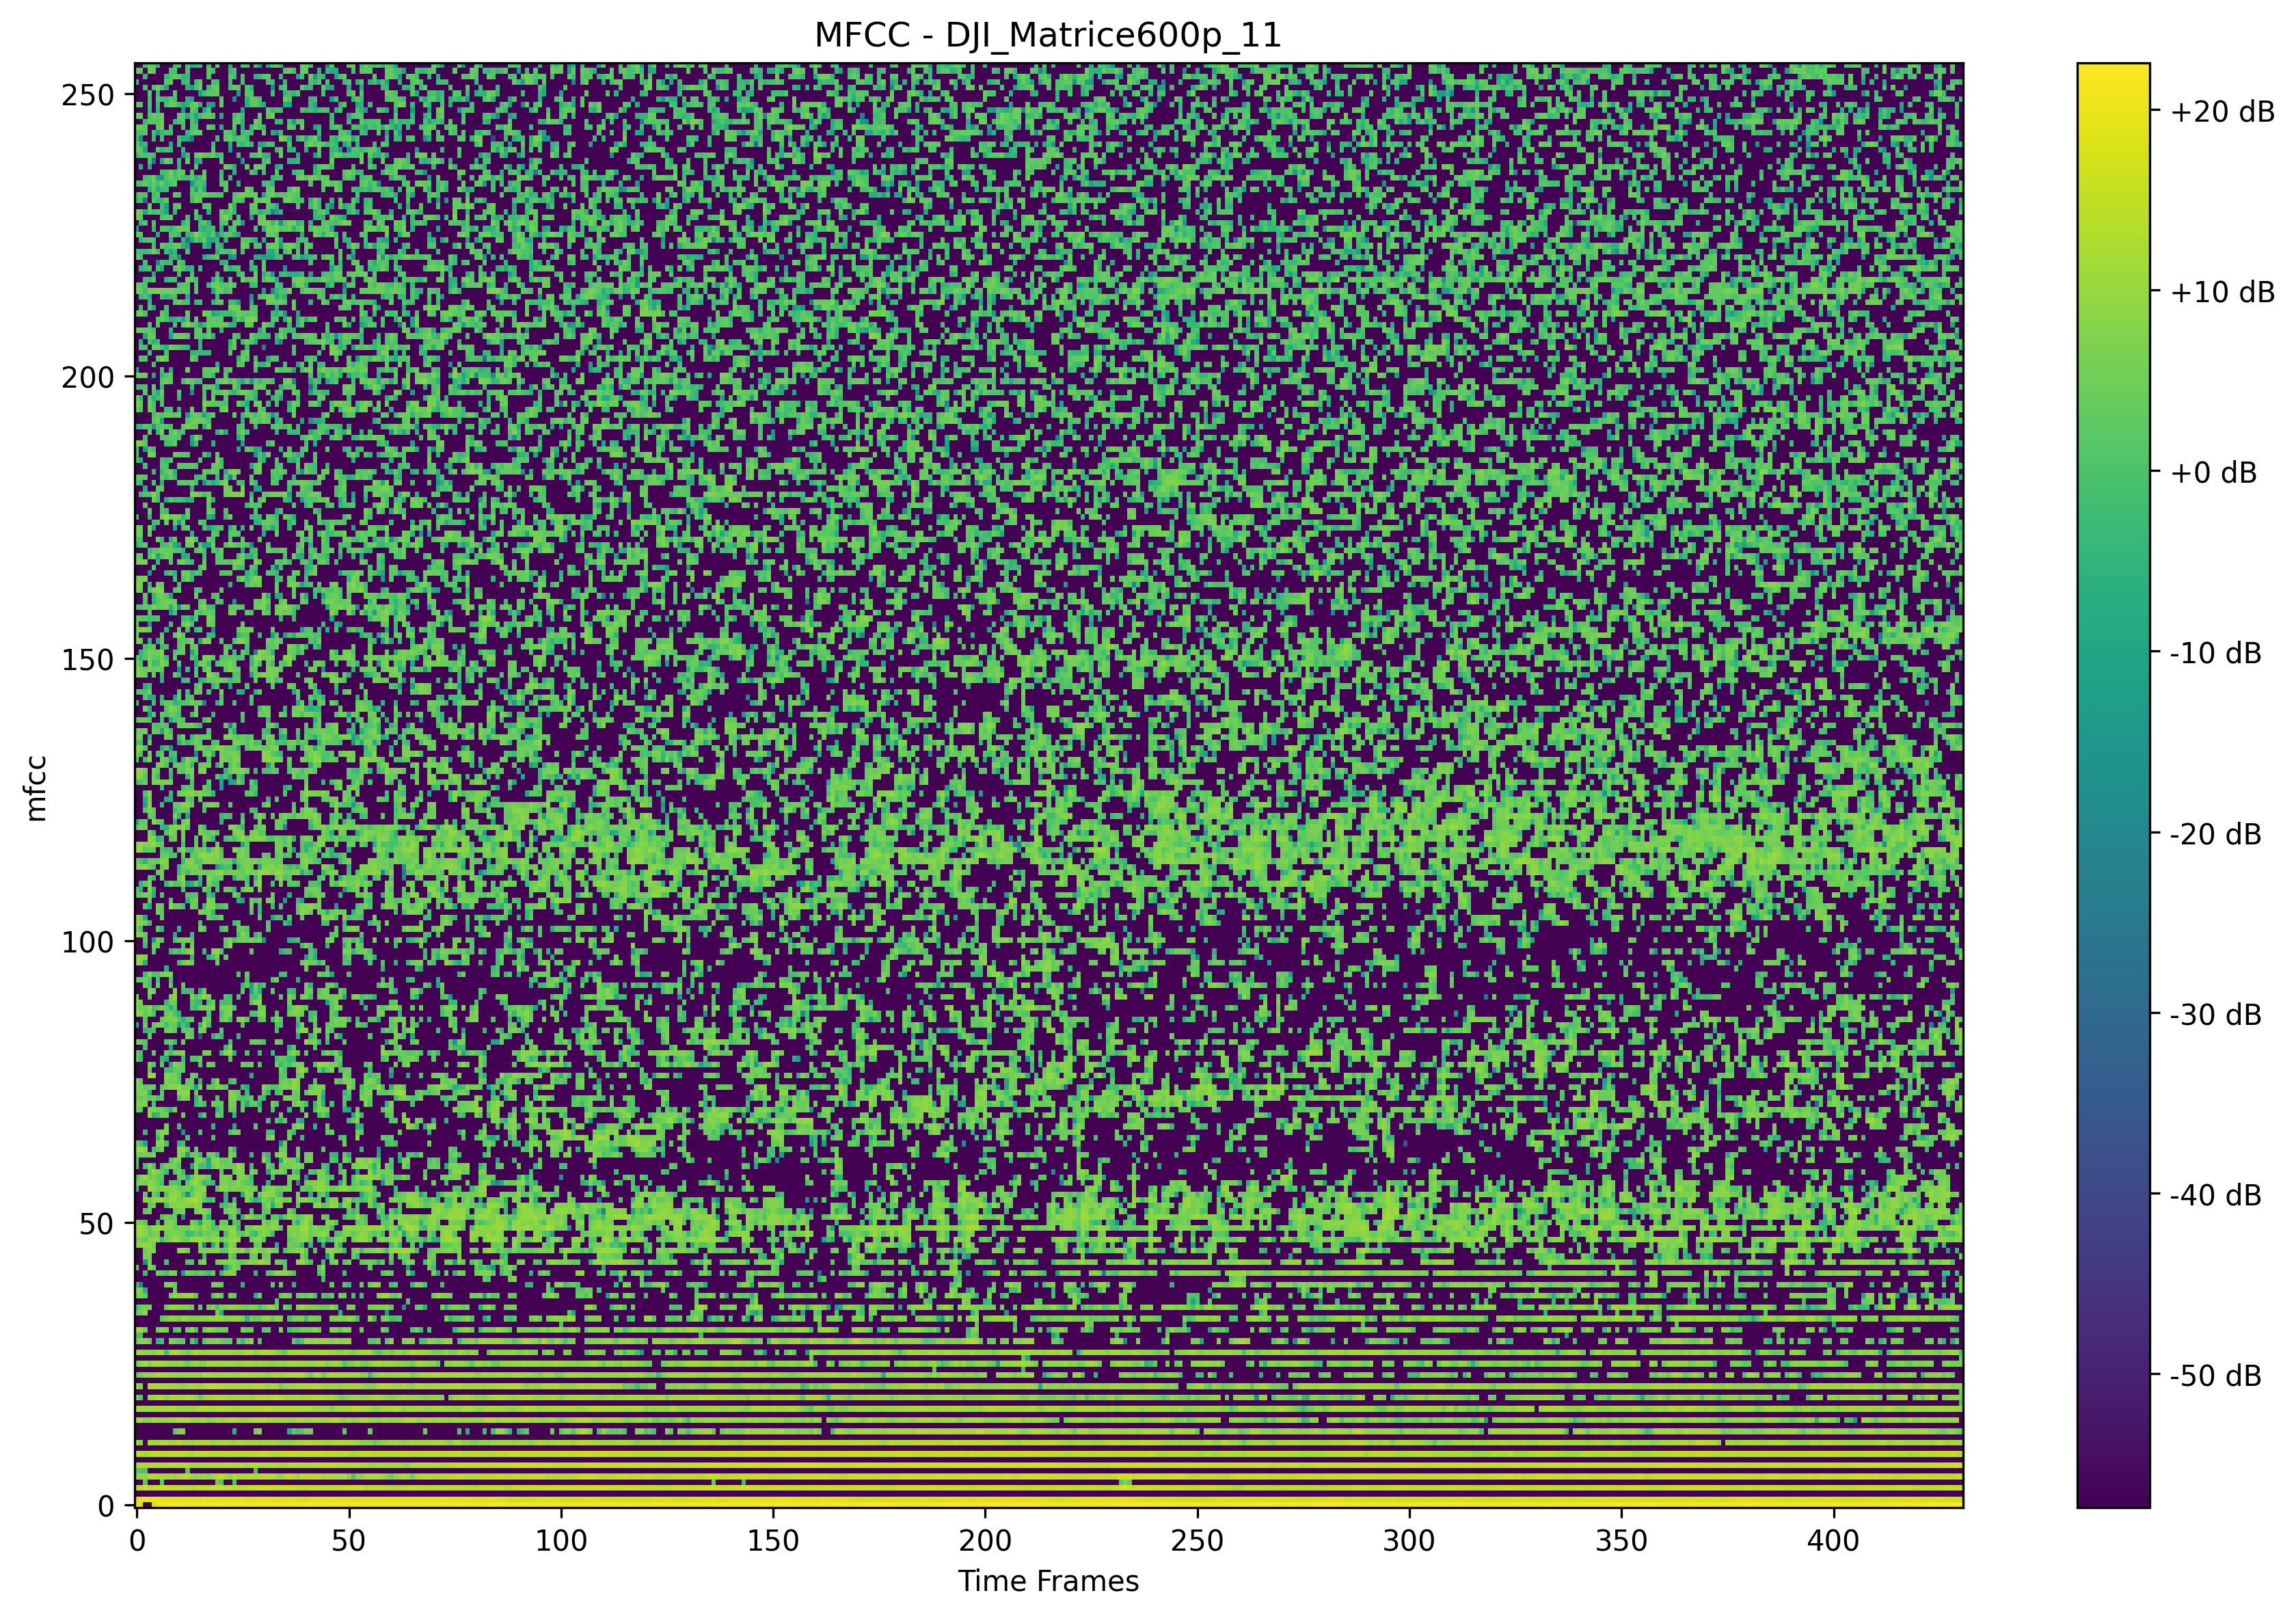 MFCC - DJI_Matrice600p_11
250
200
150
100
50
0
mfcc
0 50 100 150 200 250 300 350 400
Time Frames
+20 dB
+10 dB
+0 dB
-10 dB
-20 dB
-30 dB
-40 dB
-50 dB